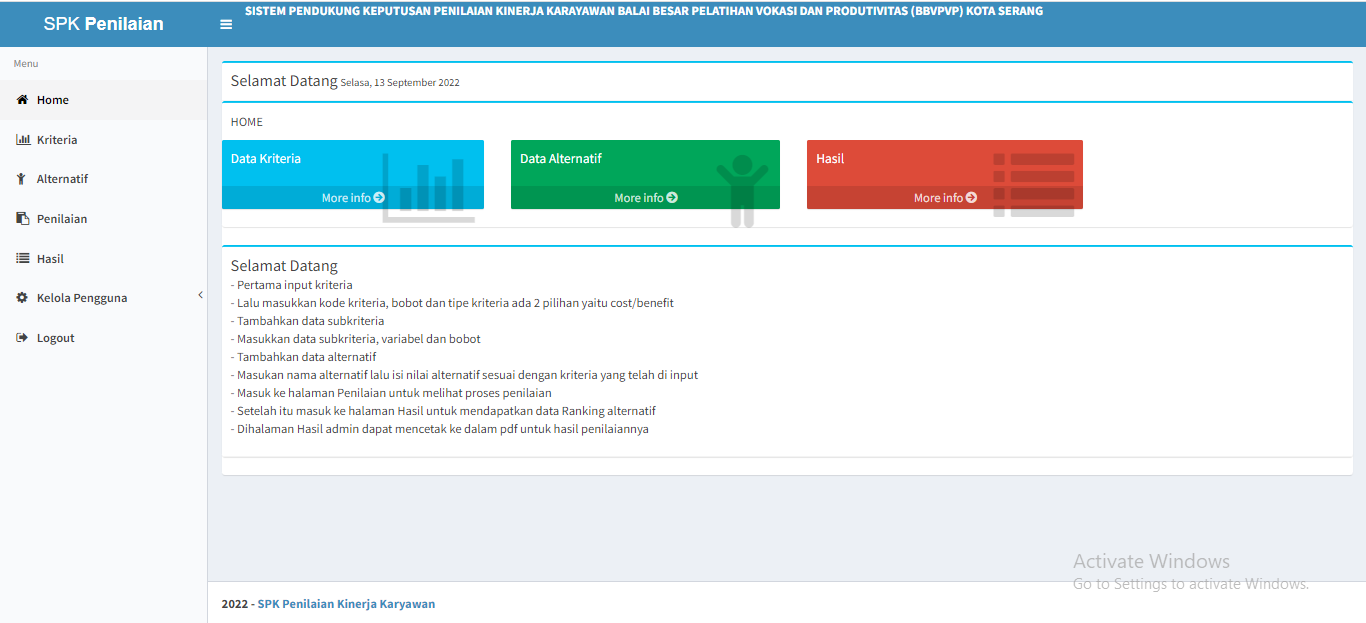 SPK Penilaian
SISTEM PENDUKUNG KEPUTUSAN PENILAIAN KINERJA KARAYAWAN BALAI BESAR PELATIHAN VOKASI DAN PRODUTIVITAS (BBVPVP) KOTA SERANG
Menu
Home
Kriteria
Alternatif
Penilaian
Hasil
Kelola Pengguna
Logout
Selamat Datang Selasa, 13 September 2022
HOME
Data Kriteria
More info
Data Alternatif
More info
Hasil
More info
Selamat Datang
- Pertama input kriteria
- Lalu masukkan kode kriteria, bobot dan tipe kriteria ada 2 pilihan yaitu cost/benefit
- Tambahkan data subkriteria
- Masukkan data subkriteria, variabel dan bobot
- Tambahkan data alternatif
- Masukan nama alternatif lalu isi nilai alternatif sesuai dengan kriteria yang telah di input
- Masuk ke halaman Penilaian untuk melihat proses penilaian
- Setelah itu masuk ke halaman Hasil untuk mendapatkan data Ranking alternatif
- Dihalaman Hasil admin dapat mencetak ke dalam pdf untuk hasil penilaiannya
Activate Windows
Go to Settings to activate Windows.
2022 - SPK Penilaian Kinerja Karyawan